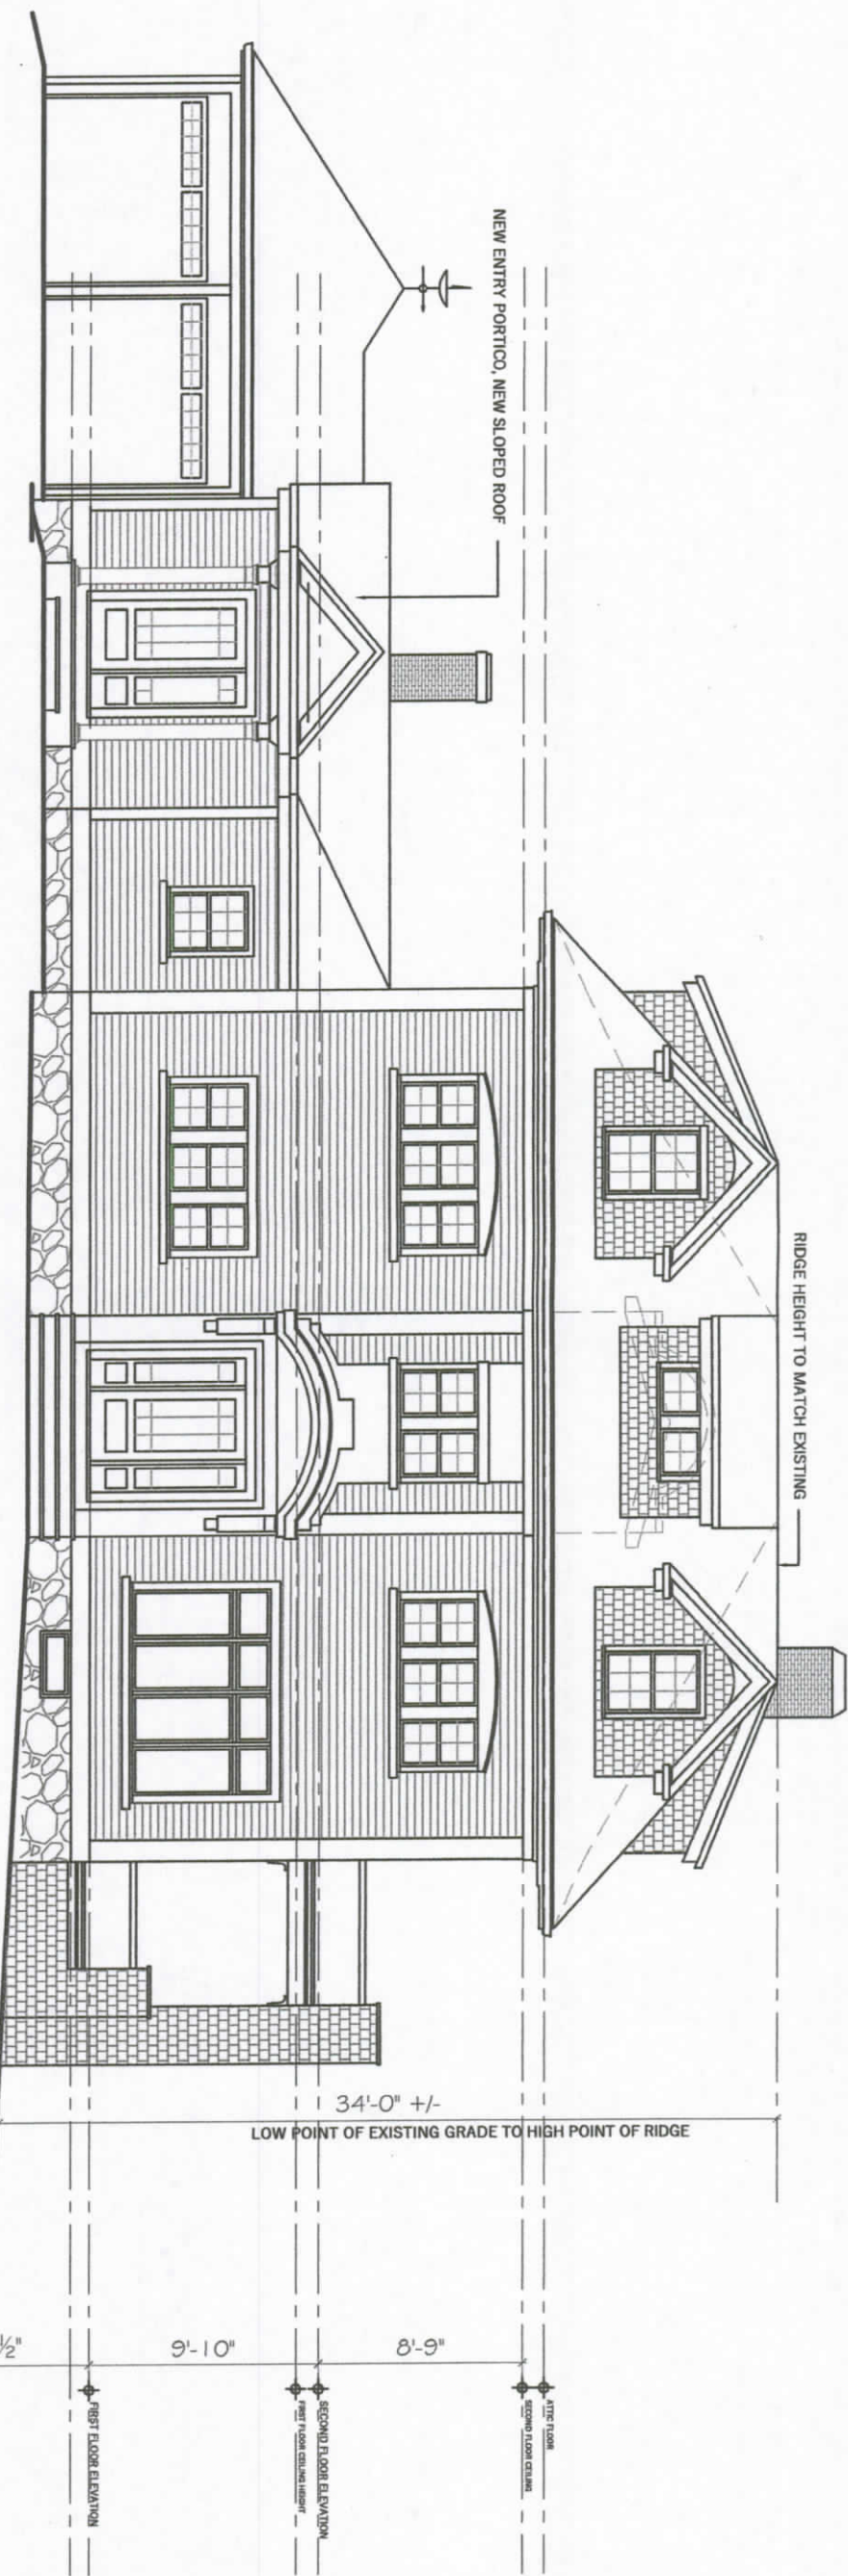 NEW ENTRY PORTICO, NEW SLOPED ROOF
RIDGE HEIGHT TO MATCH EXISTING
34'-0" +/-
LOW POINT OF EXISTING GRADE TO HIGH POINT OF RIDGE
½"
9'-10"
8'-9"
ATTIC FLOOR
SECOND FLOOR CEILING
SECOND FLOOR ELEVATION
FIRST FLOOR CEILING HEIGHT
FIRST FLOOR ELEVATION